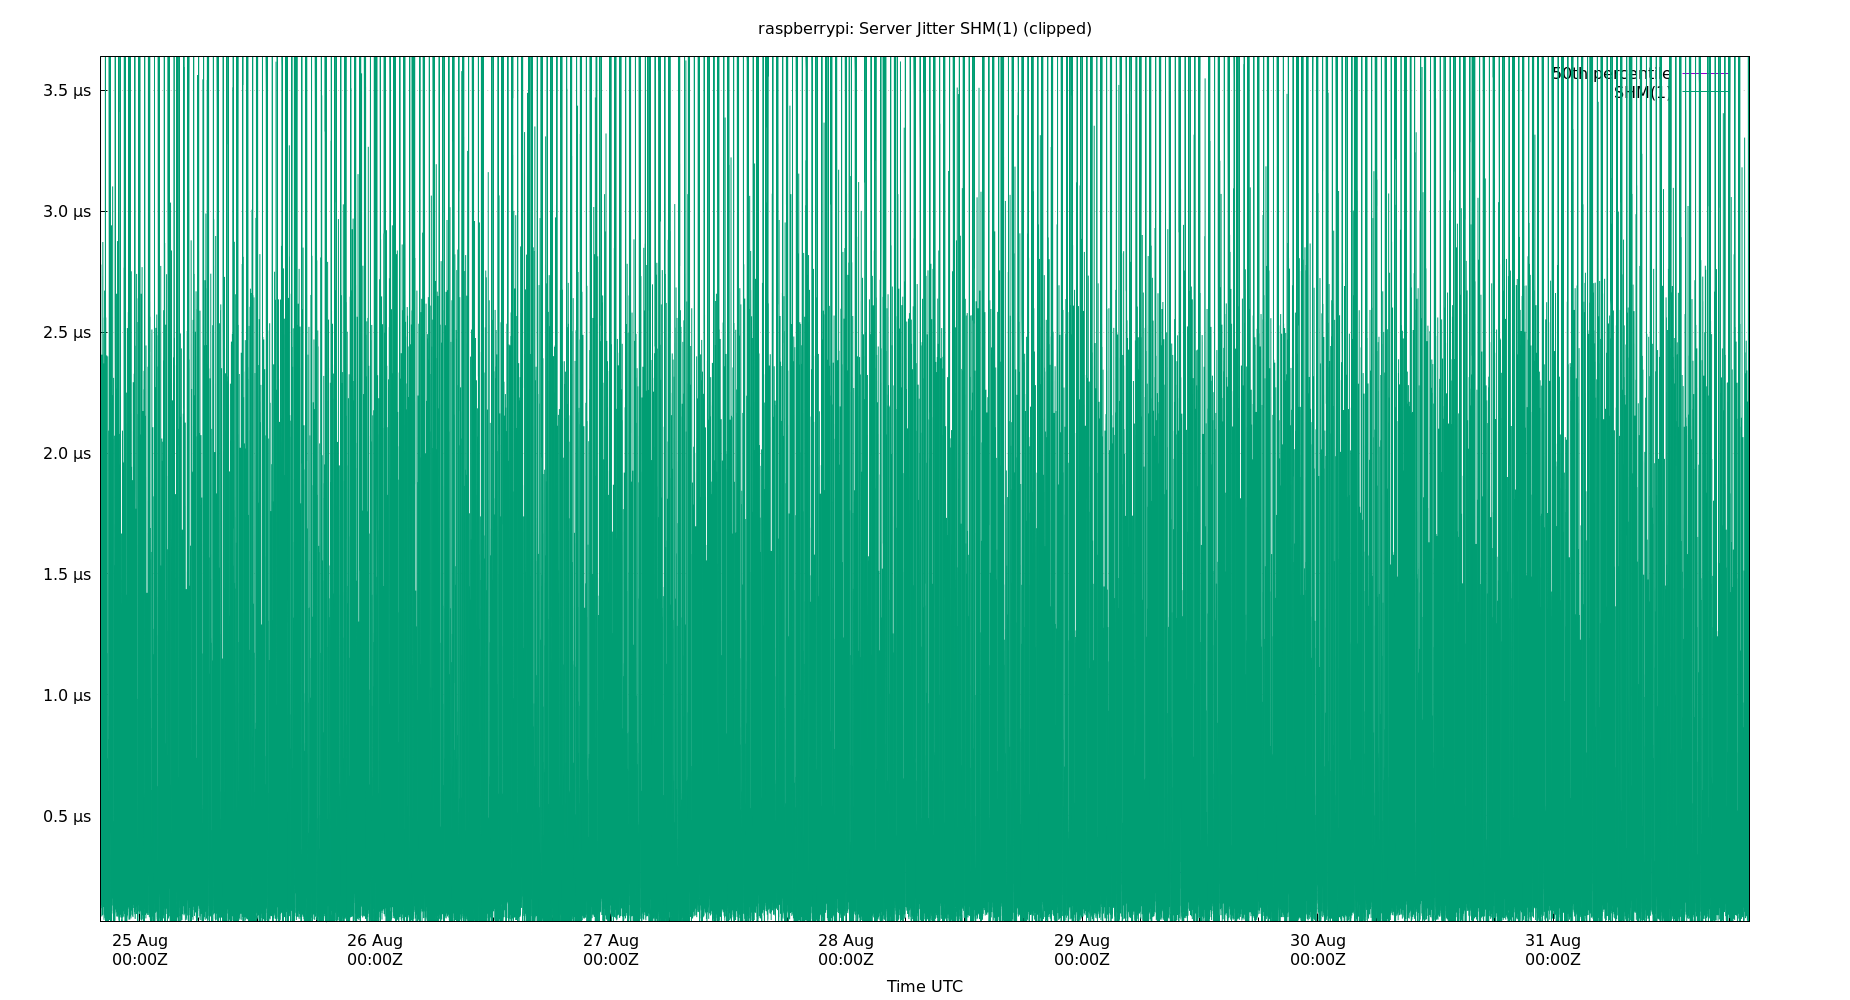 raspberrypi: Server Jitter SHM(1) (clipped)
50th percentile
SHM(1)
3.5 µs
3.0 µs
2.5 µs
2.0 µs
1.5 µs
1.0 µs
0.5 µs
25 Aug 26 Aug 27 Aug 28 Aug 29 Aug 30 Aug 31 Aug
00:00Z 00:00Z 00:00Z 00:00Z 00:00Z 00:00Z 00:00Z
Time UTC